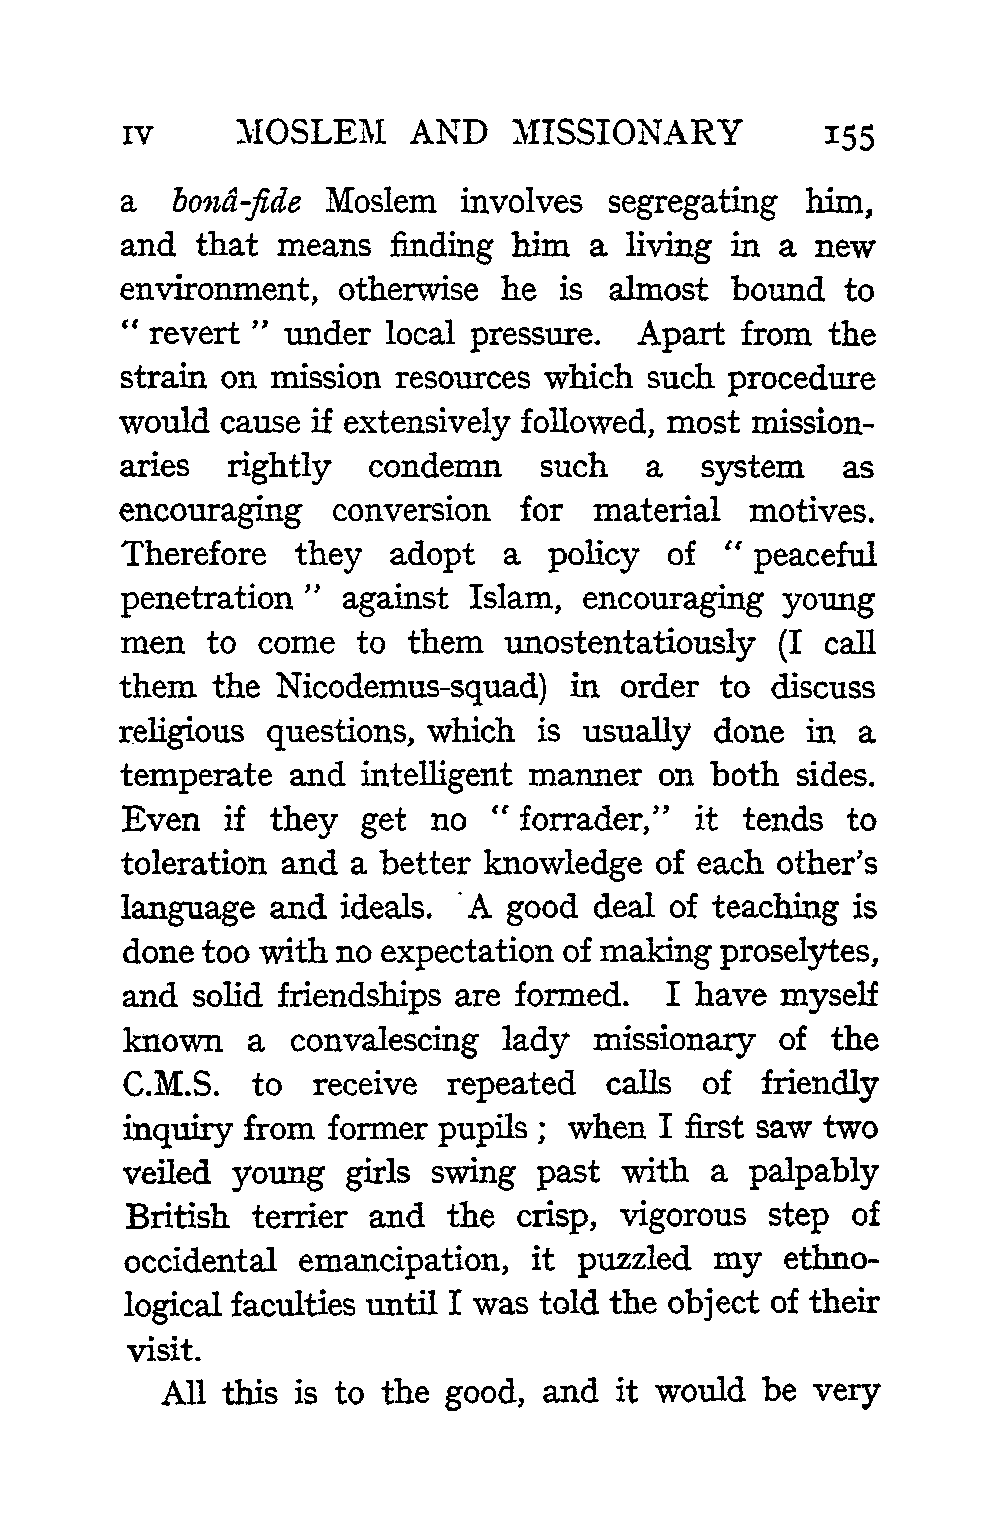 IV MOSLEM AND MISSIONARY 155
a bonâ-fide Moslem involves segregating him,
and that means finding him a living in a new
environment, otherwise he is almost bound to
“ revert ” under local pressure. Apart from the
strain on mission resources which such procedure
would cause if extensively followed, most mission-
aries rightly condemn such a system as
encouraging conversion for material motives.
Therefore they adopt a policy of “ peaceful
penetration ” against Islam, encouraging young
men to come to them unostentatiously (I call
them the Nicodemus-squad) in order to discuss
religious questions, which is usually done in a
temperate and intelligent manner on both sides.
Even if they get no “ forrader,” it tends to
toleration and a better knowledge of each other’s
language and ideals. A good deal of teaching is
done too with no expectation of making proselytes,
and solid friendships are formed. I have myself
known a convalescing lady missionary of the
C.M.S. to receive repeated calls of friendly
inquiry from former pupils ; when I first saw two
veiled young girls swing past with a palpably
British terrier and the crisp, vigorous step of
occidental emancipation, it puzzled my ethno-
logical faculties until I was told the object of their
visit.
All this is to the good, and it would be very